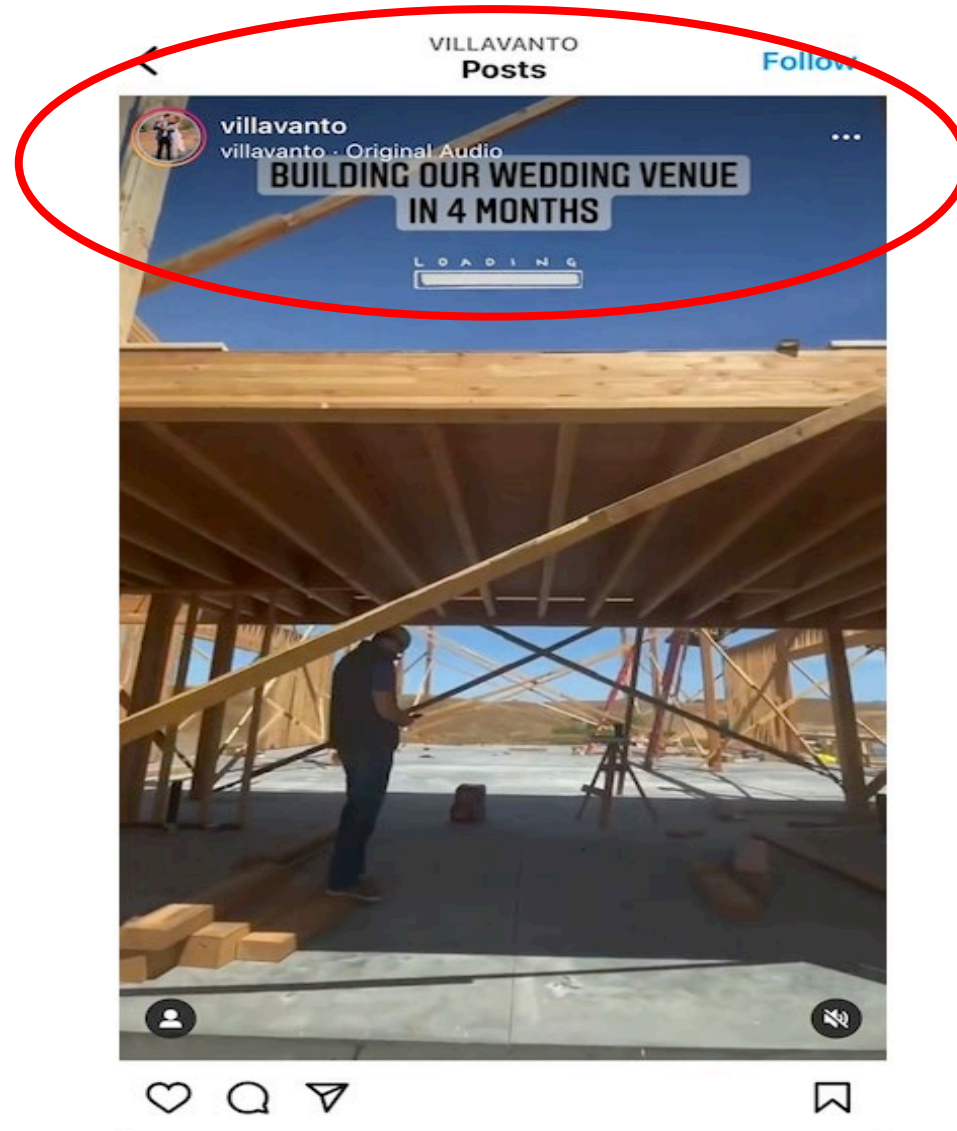 VILLAVANTO
Posts
Follow
villavanto
villavanto · Original Audio
BUILDING OUR WEDDING VENUE
IN 4 MONTHS
LOADING